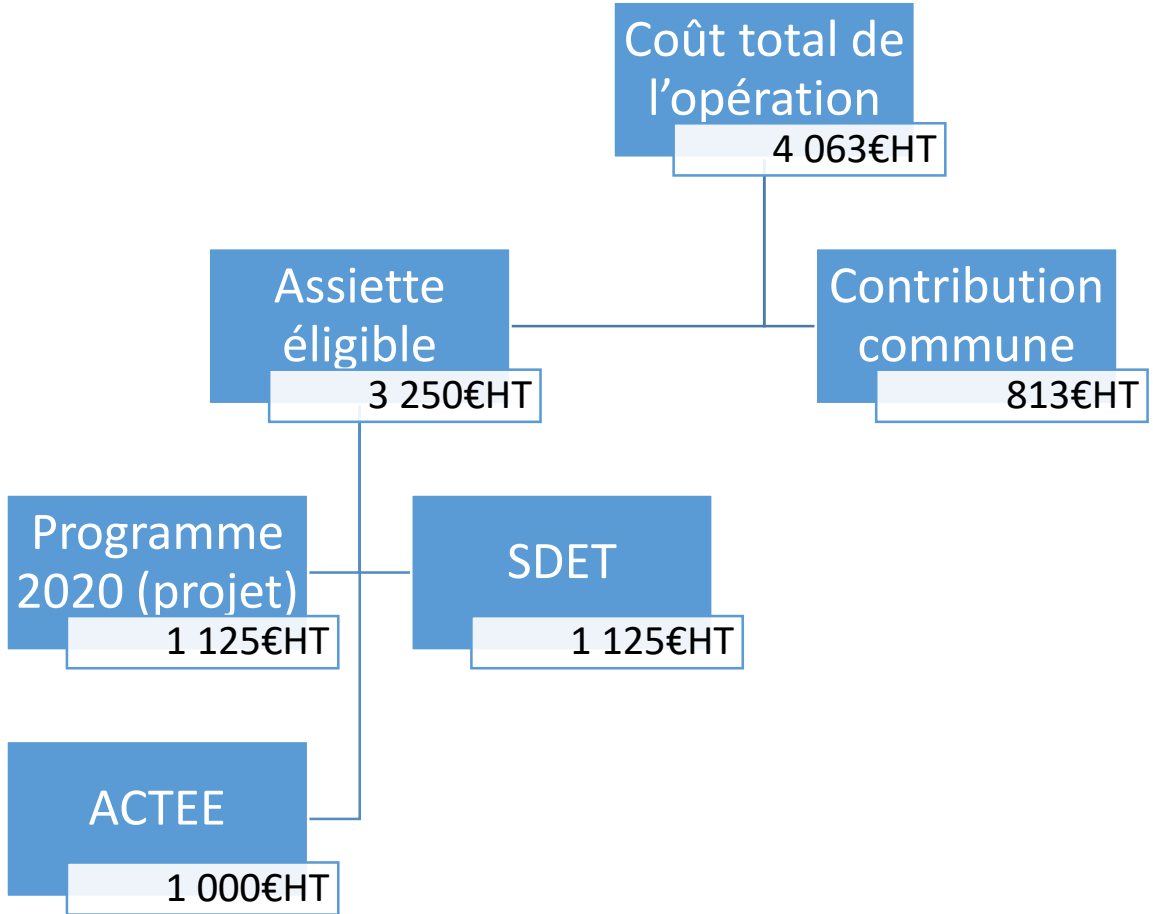 Coût total de
l’opération
4 063€HT
Assiette
éligible
3 250€HT
Contribution
commune
813€HT
Programme
2020 (projet)
1 125€HT
SDET
1 125€HT
ACTEE
1 000€HT